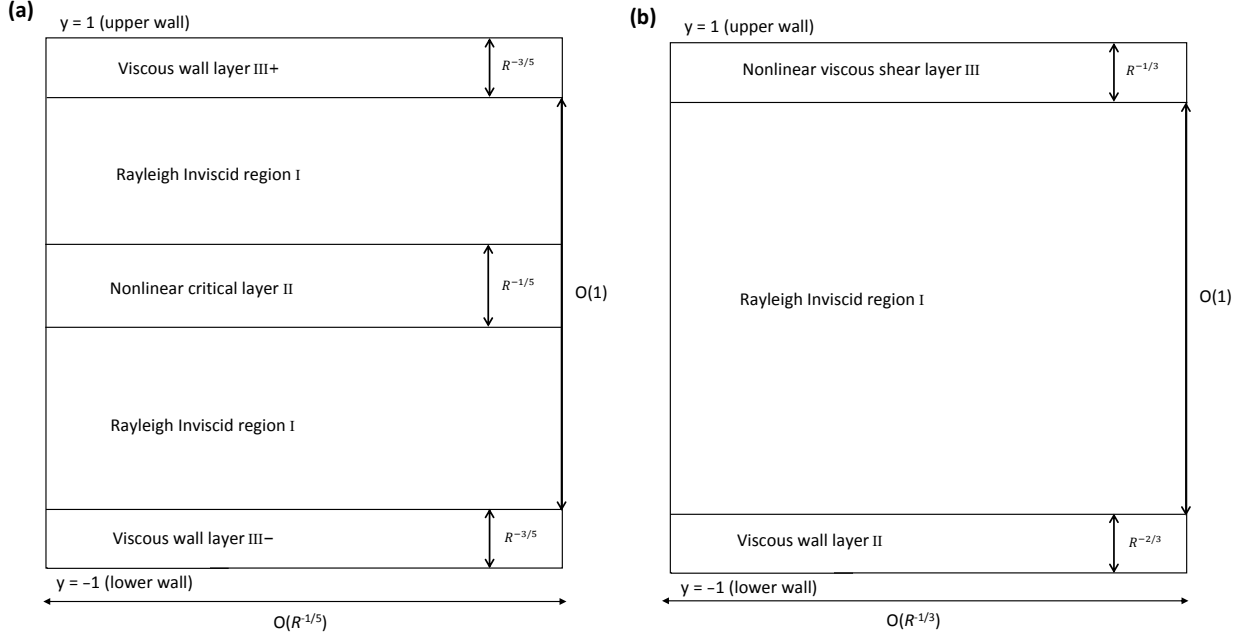 (a)
y = 1 (upper wall)
Viscous wall layer III+
R^{-3/5}
Rayleigh Inviscid region I
Nonlinear critical layer II
R^{-1/5}
O(1)
Rayleigh Inviscid region I
Viscous wall layer III−
R^{-3/5}
y = −1 (lower wall)
O(R^{-1/5})
(b)
y = 1 (upper wall)
Nonlinear viscous shear layer III
R^{-1/3}
Rayleigh Inviscid region I
O(1)
Viscous wall layer II
R^{-2/3}
y = −1 (lower wall)
O(R^{-1/3})